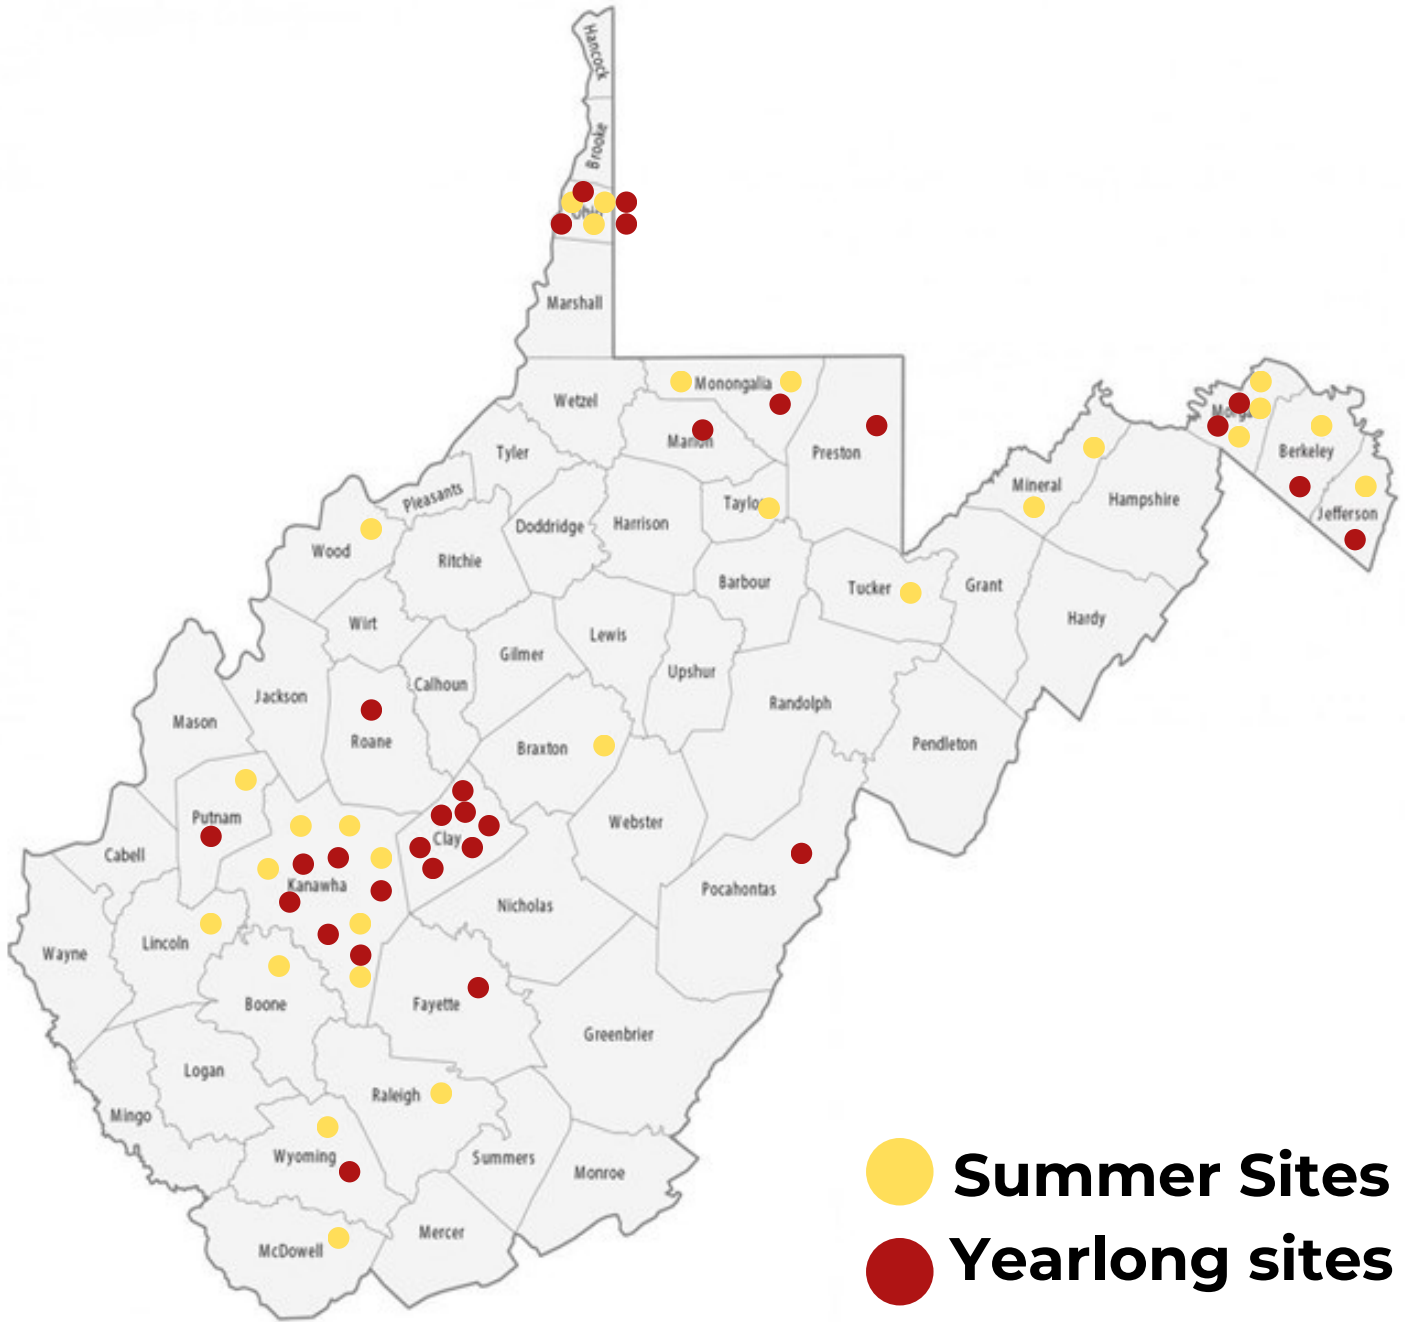 Hancock
Brooke
Marshall
Wetzel
Monongalia
Marion
Preston
Tyler
Pleasants
Doddridge
Harrison
Taylor
Mineral
Hampshire
Berkeley
Jefferson
Wood
Ritchie
Barbour
Tucker
Grant
Hardy
Wirt
Gilmer
Lewis
Upshur
Calhoun
Jackson
Mason
Roane
Braxton
Randolph
Pendleton
Putnam
Clay
Webster
Cabell
Kanawha
Nicholas
Pocahontas
Wayne
Lincoln
Boone
Fayette
Greenbrier
Logan
Raleigh
Mingo
Wyoming
Summers
Monroe
McDowell
Mercer
Summer Sites
Yearlong sites